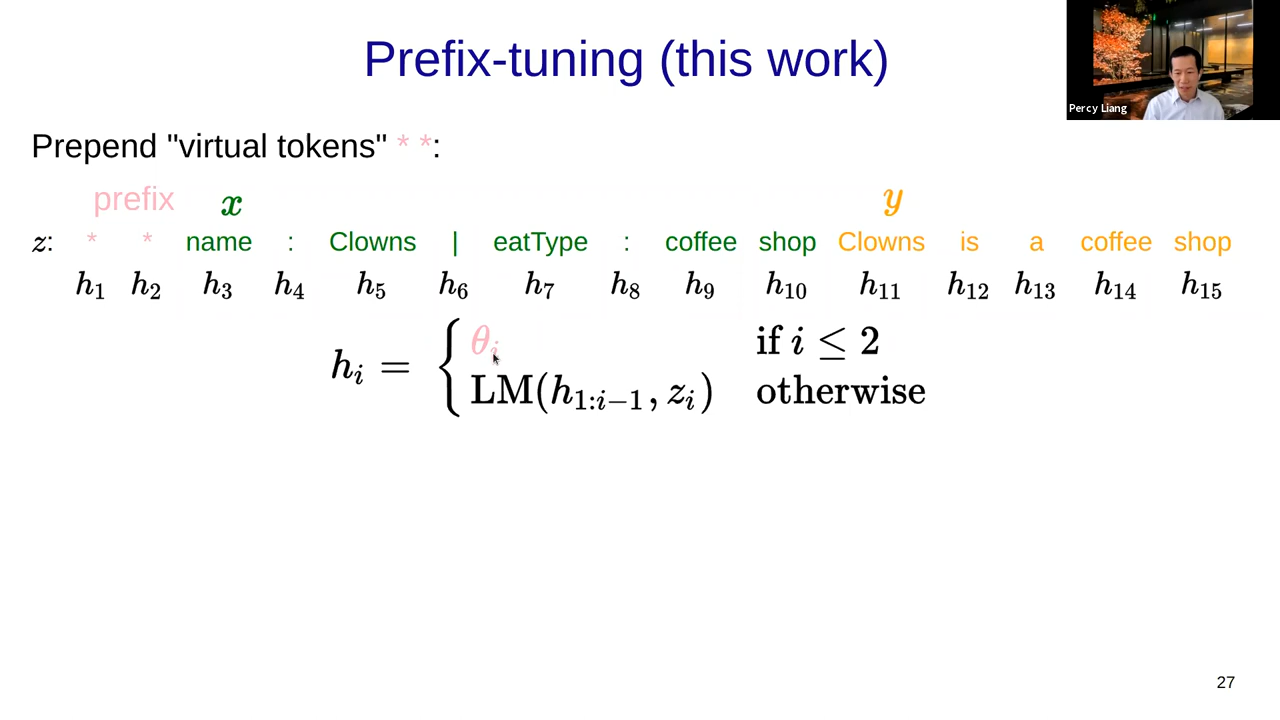 Prefix-tuning (this work)
Percy Liang
Prepend "virtual tokens" * *:
prefix x y
z: * * name : Clowns | eatType : coffee shop Clowns is a coffee shop
h₁ h₂ h₃ h₄ h₅ h₆ h₇ h₈ h₉ h₁₀ h₁₁ h₁₂ h₁₃ h₁₄ h₁₅
θᵢ if i ≤ 2
hᵢ = {
LM(h₁:ᵢ₋₁, zᵢ) otherwise
27